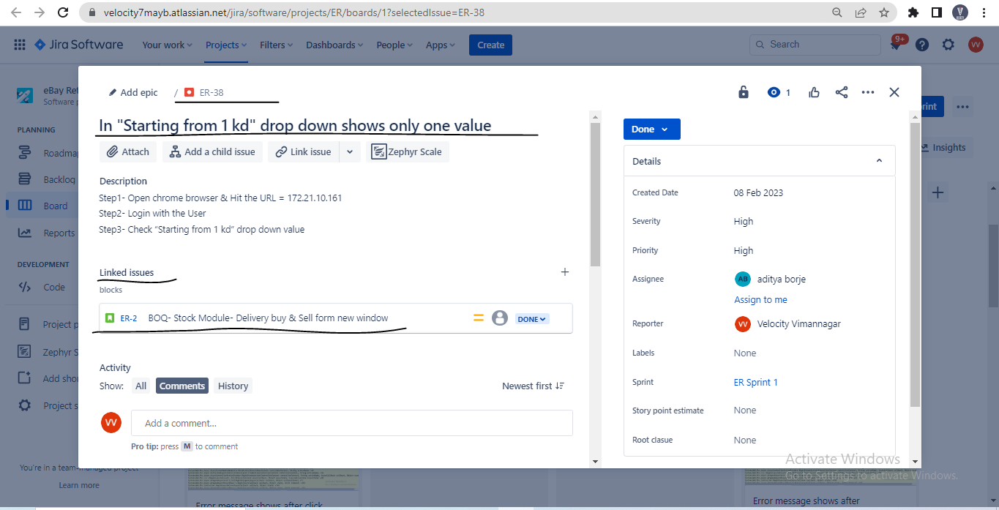 velocity7mayb.atlassian.net/jira/software/projects/ER/boards/1?selectedIssue=ER-38
Jira Software Your work Projects Filters Dashboards People Apps Create Search 9+ VV
eBay
Software
PLANNING
Backlog
Board
Reports
DEVELOPMENT
Code
Project
Zephyr
Add
Project
You're in a team-managed project
Learn more
Add epic / ER-38 1
In "Starting from 1 kd" drop down shows only one value
Attach Add a child issue Link issue Zephyr Scale
Description
Step1- Open chrome browser & Hit the URL = 172.21.10.161
Step2- Login with the User
Step3- Check “Starting from 1 kd” drop down value
Linked issues
blocks
ER-2 BOQ- Stock Module- Delivery buy & Sell form new window DONE
Activity
Show: All Comments History Newest first
VV Add a comment...
Pro tip: press M to comment
Done
Details
Created Date 08 Feb 2023
Severity High
Priority High
Assignee AB aditya borje
Assign to me
Reporter VV Velocity Vimannagar
Labels None
Sprint ER Sprint 1
Story point estimate None
Root clasue None
Insights
Activate Windows
Go to Settings to activate Windows.
Error message shows after click
Error message shows after